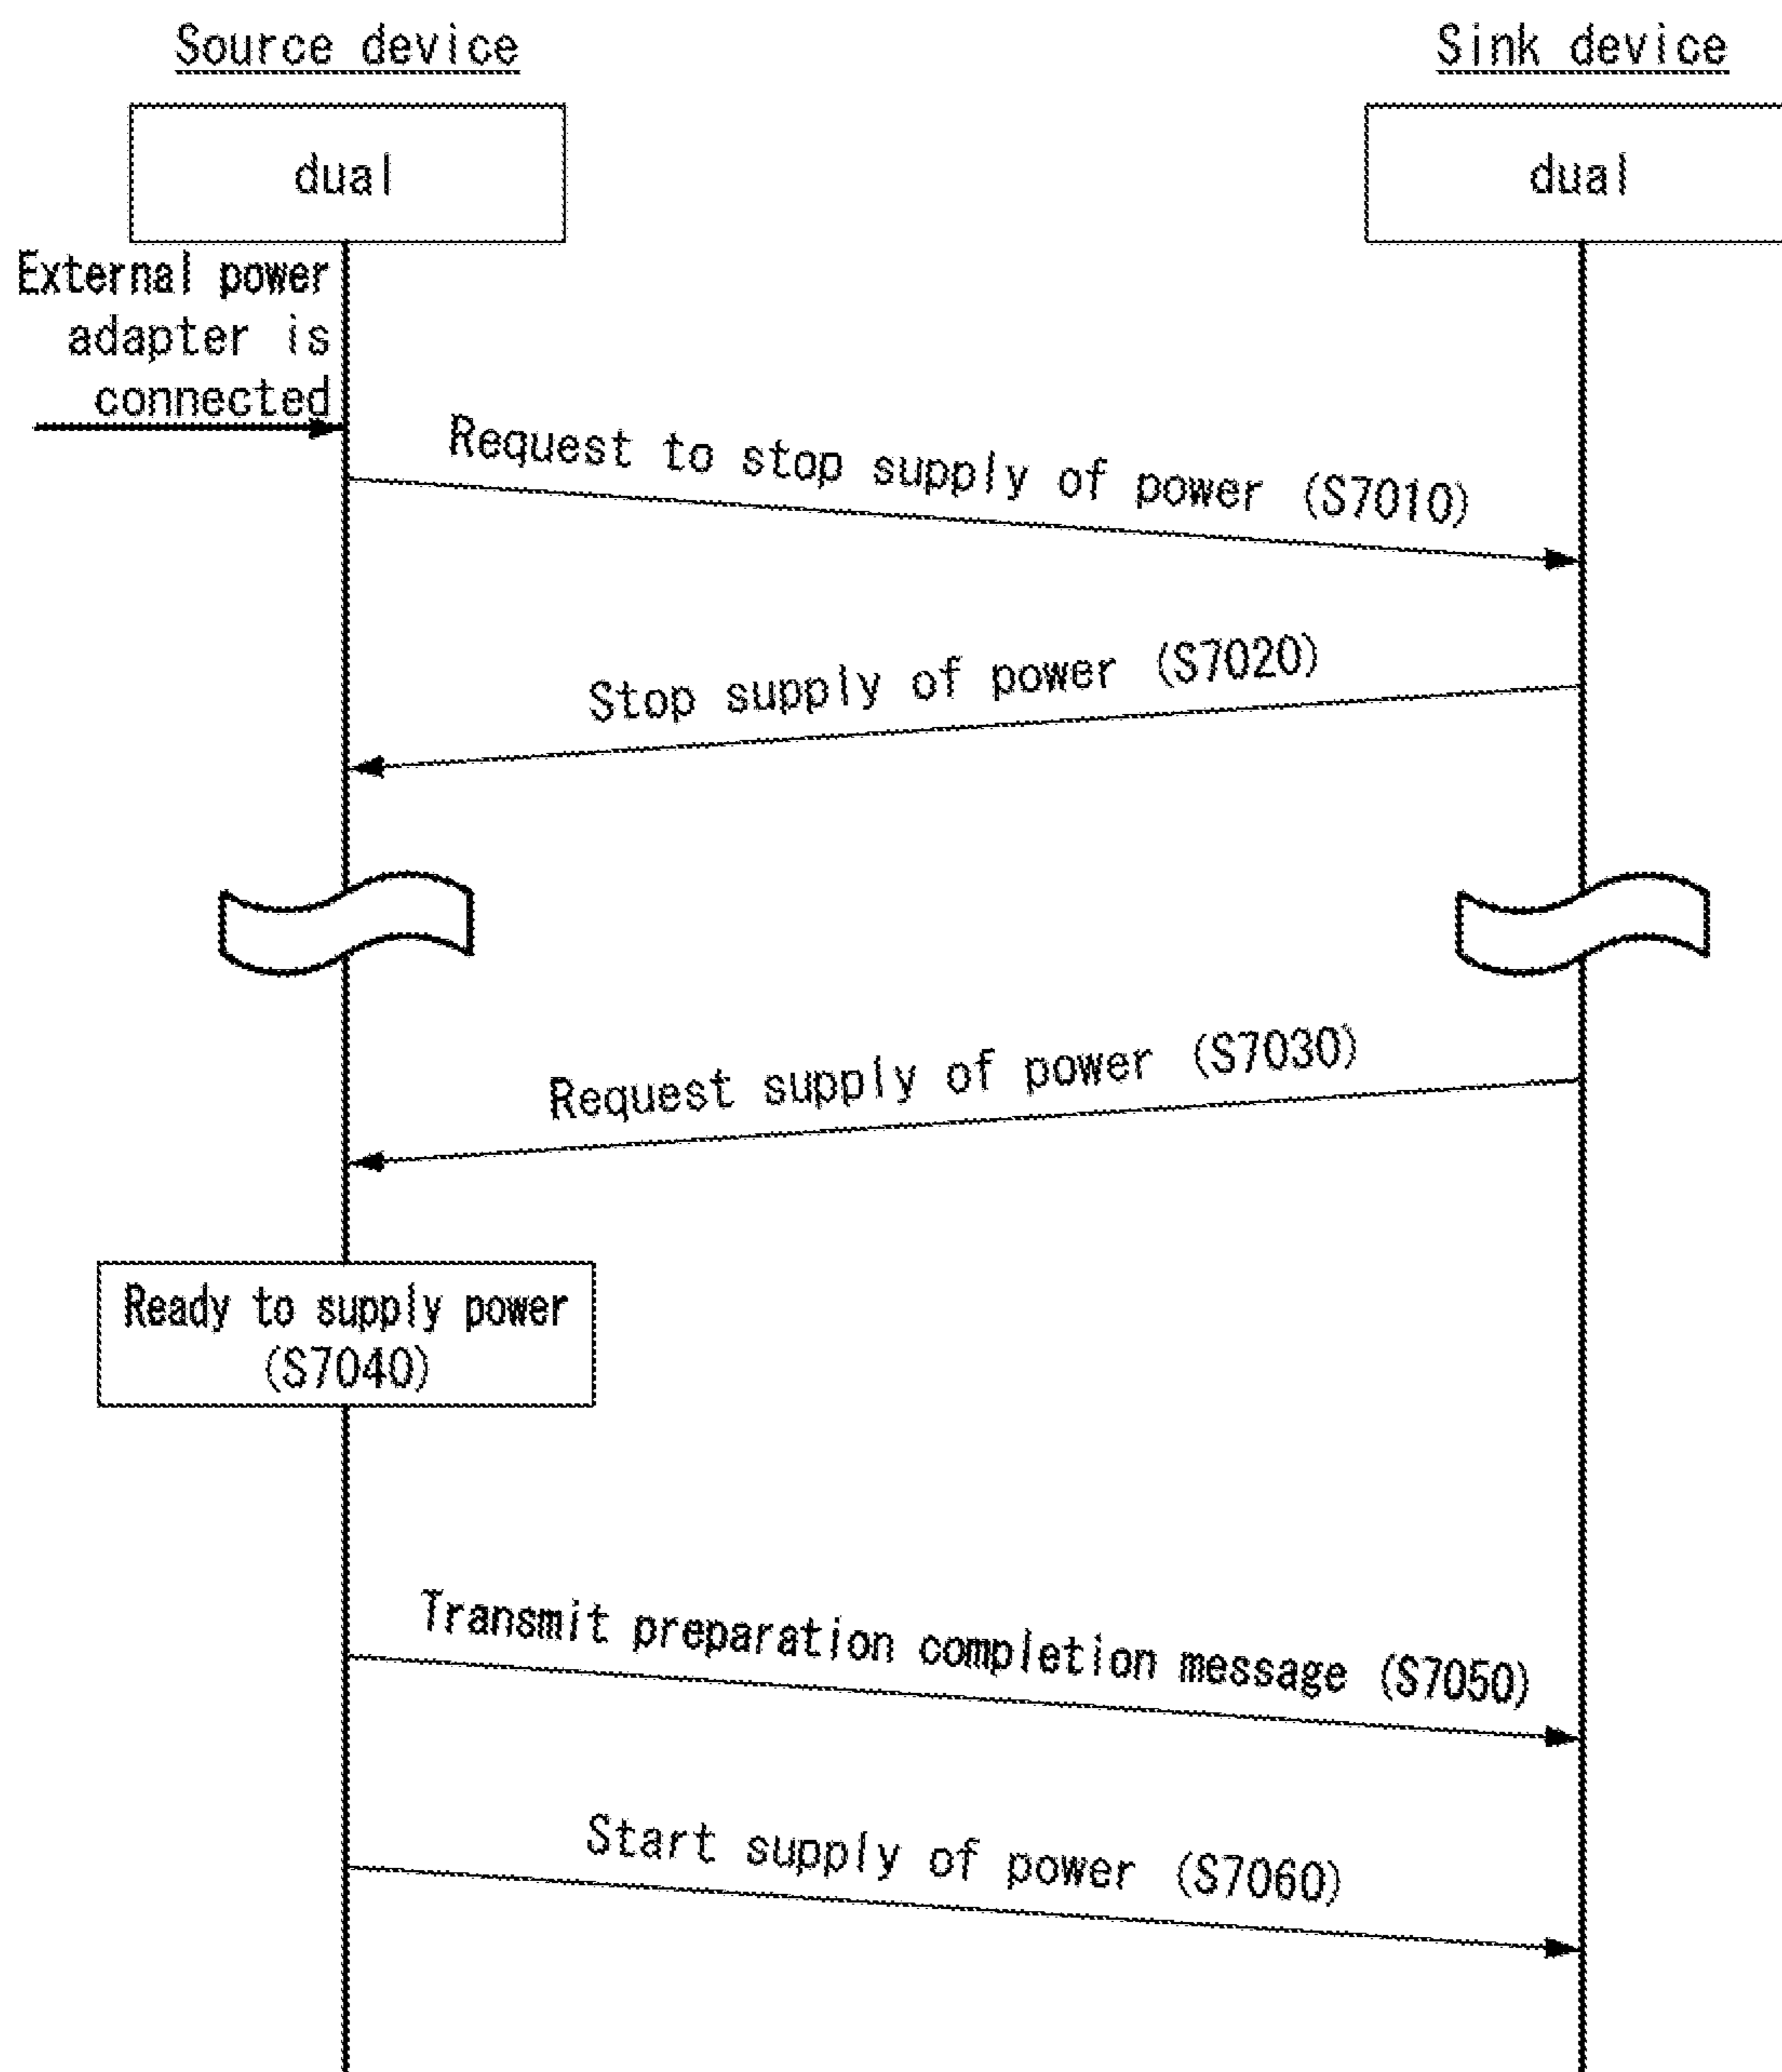 Source device
Sink device
dual
dual
External power
adapter is
connected
Request to stop supply of power (S7010)
Stop supply of power (S7020)
Request supply of power (S7030)
Ready to supply power
(S7040)
Transmit preparation completion message (S7050)
Start supply of power (S7060)